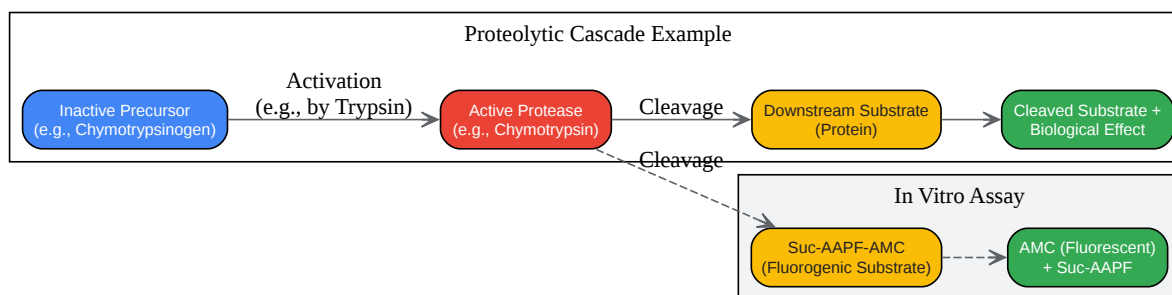 Proteolytic Cascade Example
Inactive Precursor
(e.g., Chymotrypsinogen)
Activation
(e.g., by Trypsin)
Active Protease
(e.g., Chymotrypsin)
Cleavage
Downstream Substrate
(Protein)
Cleaved Substrate +
Biological Effect
Cleavage
In Vitro Assay
Suc-AAPF-AMC
(Fluorogenic Substrate)
AMC (Fluorescent)
+ Suc-AAPF